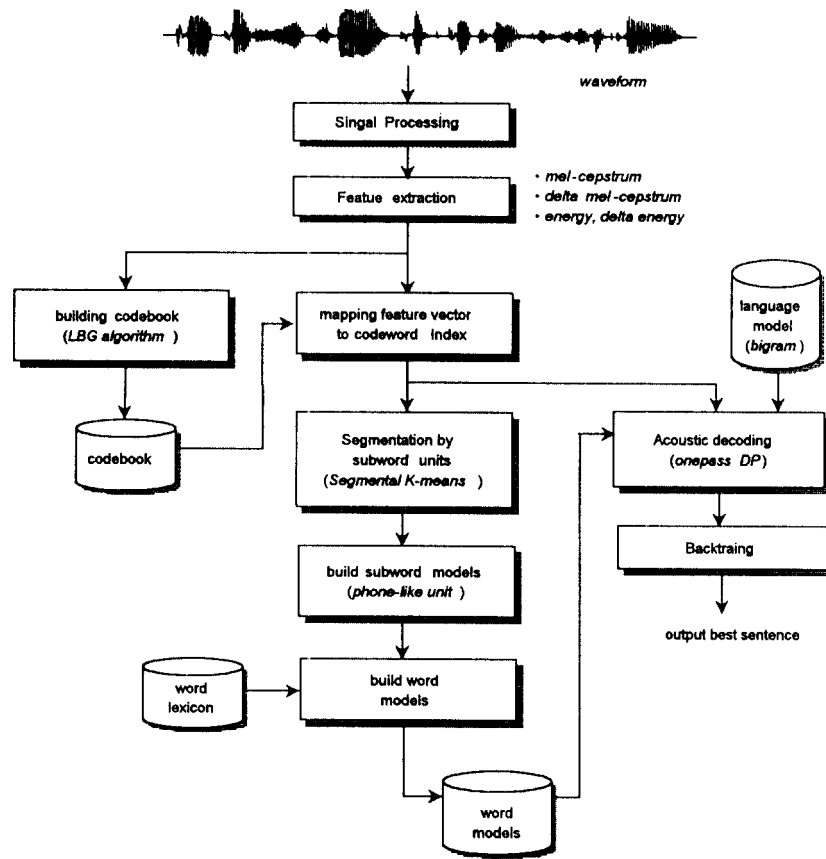 waveform
Singal Processing
Featue extraction
· mel-cepstrum
· delta mel-cepstrum
· energy, delta energy
building codebook
(LBG algorithm )
mapping feature vector
to codeword index
language
model
(bigram )
codebook
Segmentation by
subword units
(Segmental K-means )
Acoustic decoding
(onepass DP)
build subword models
(phone-like unit )
Backtraing
output best sentence
word
lexicon
build word
models
word
models